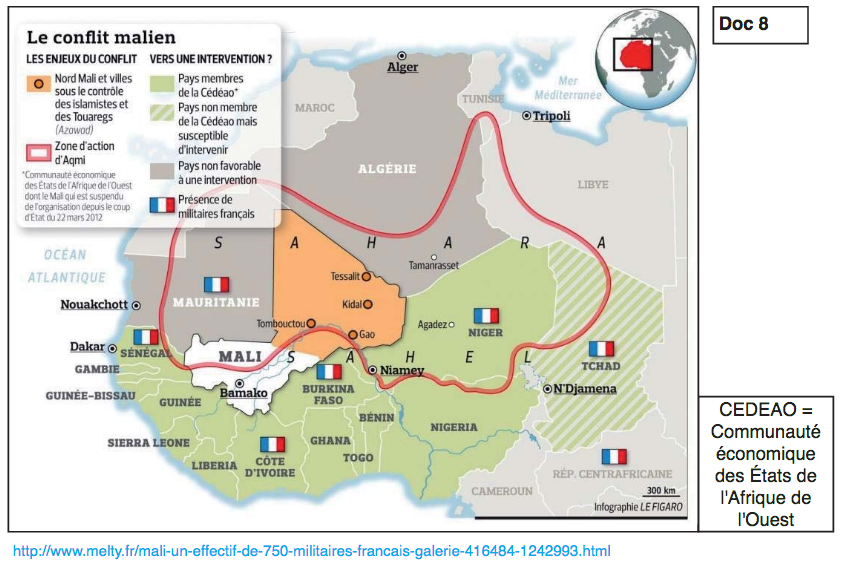 Doc 8
Le conflit malien
LES ENJEUX DU CONFLIT
Nord Mali et villes
sous le contrôle
des islamistes et
des Touaregs
(Azawad)
Zone d'action
d'Aqmi
*Communauté économique
des États de l'Afrique de l'Ouest
dont le Mali qui est suspendu
de l'organisation depuis le coup
d'État du 22 mars 2012
VERS UNE INTERVENTION ?
Pays membres
de la Cédéao*
Pays non membre
de la Cédéao mais
susceptible
d'intervenir
Pays non favorable
à une intervention
Présence de
militaires français
Alger
Mer
Méditerranée
MAROC
TUNISIE
Tripoli
ALGÉRIE
LIBYE
OCÉAN
ATLANTIQUE
S A H A R A
Tamanrasset
Tessalit
Nouakchott
MAURITANIE
Kidal
Tombouctou
Gao
Agadez
NIGER
Dakar
SÉNÉGAL
MALI
S A H E L
TCHAD
GAMBIE
Niamey
Bamako
BURKINA
FASO
N'Djamena
GUINÉE-BISSAU
GUINÉE
BÉNIN
NIGERIA
SIERRA LEONE
GHANA
LIBERIA
CÔTE
D'IVOIRE
TOGO
RÉP. CENTRAFRICAINE
CAMEROUN
300 km
Infographie LE FIGARO
CEDEAO =
Communauté
économique
des États de
l'Afrique de
l'Ouest
http://www.melty.fr/mali-un-effectif-de-750-militaires-francais-galerie-416484-1242993.html